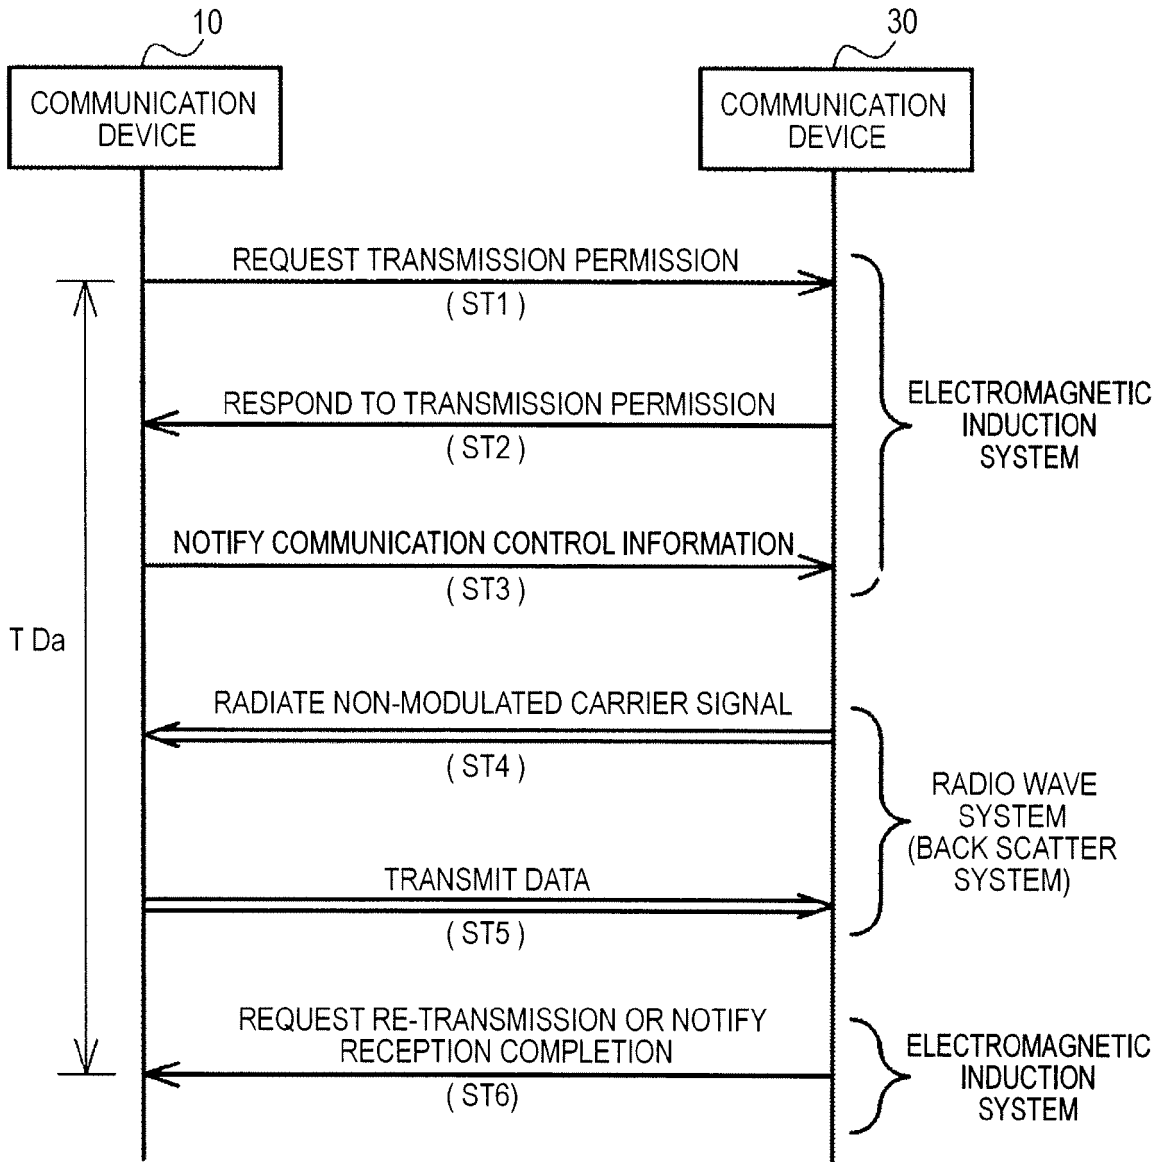 10
30
COMMUNICATION
DEVICE
COMMUNICATION
DEVICE
REQUEST TRANSMISSION PERMISSION
( ST1 )
RESPOND TO TRANSMISSION PERMISSION
( ST2 )
ELECTROMAGNETIC
INDUCTION
SYSTEM
NOTIFY COMMUNICATION CONTROL INFORMATION
( ST3 )
T Da
RADIATE NON-MODULATED CARRIER SIGNAL
( ST4 )
RADIO WAVE
SYSTEM
(BACK SCATTER
SYSTEM)
TRANSMIT DATA
( ST5 )
REQUEST RE-TRANSMISSION OR NOTIFY
RECEPTION COMPLETION
( ST6)
ELECTROMAGNETIC
INDUCTION
SYSTEM